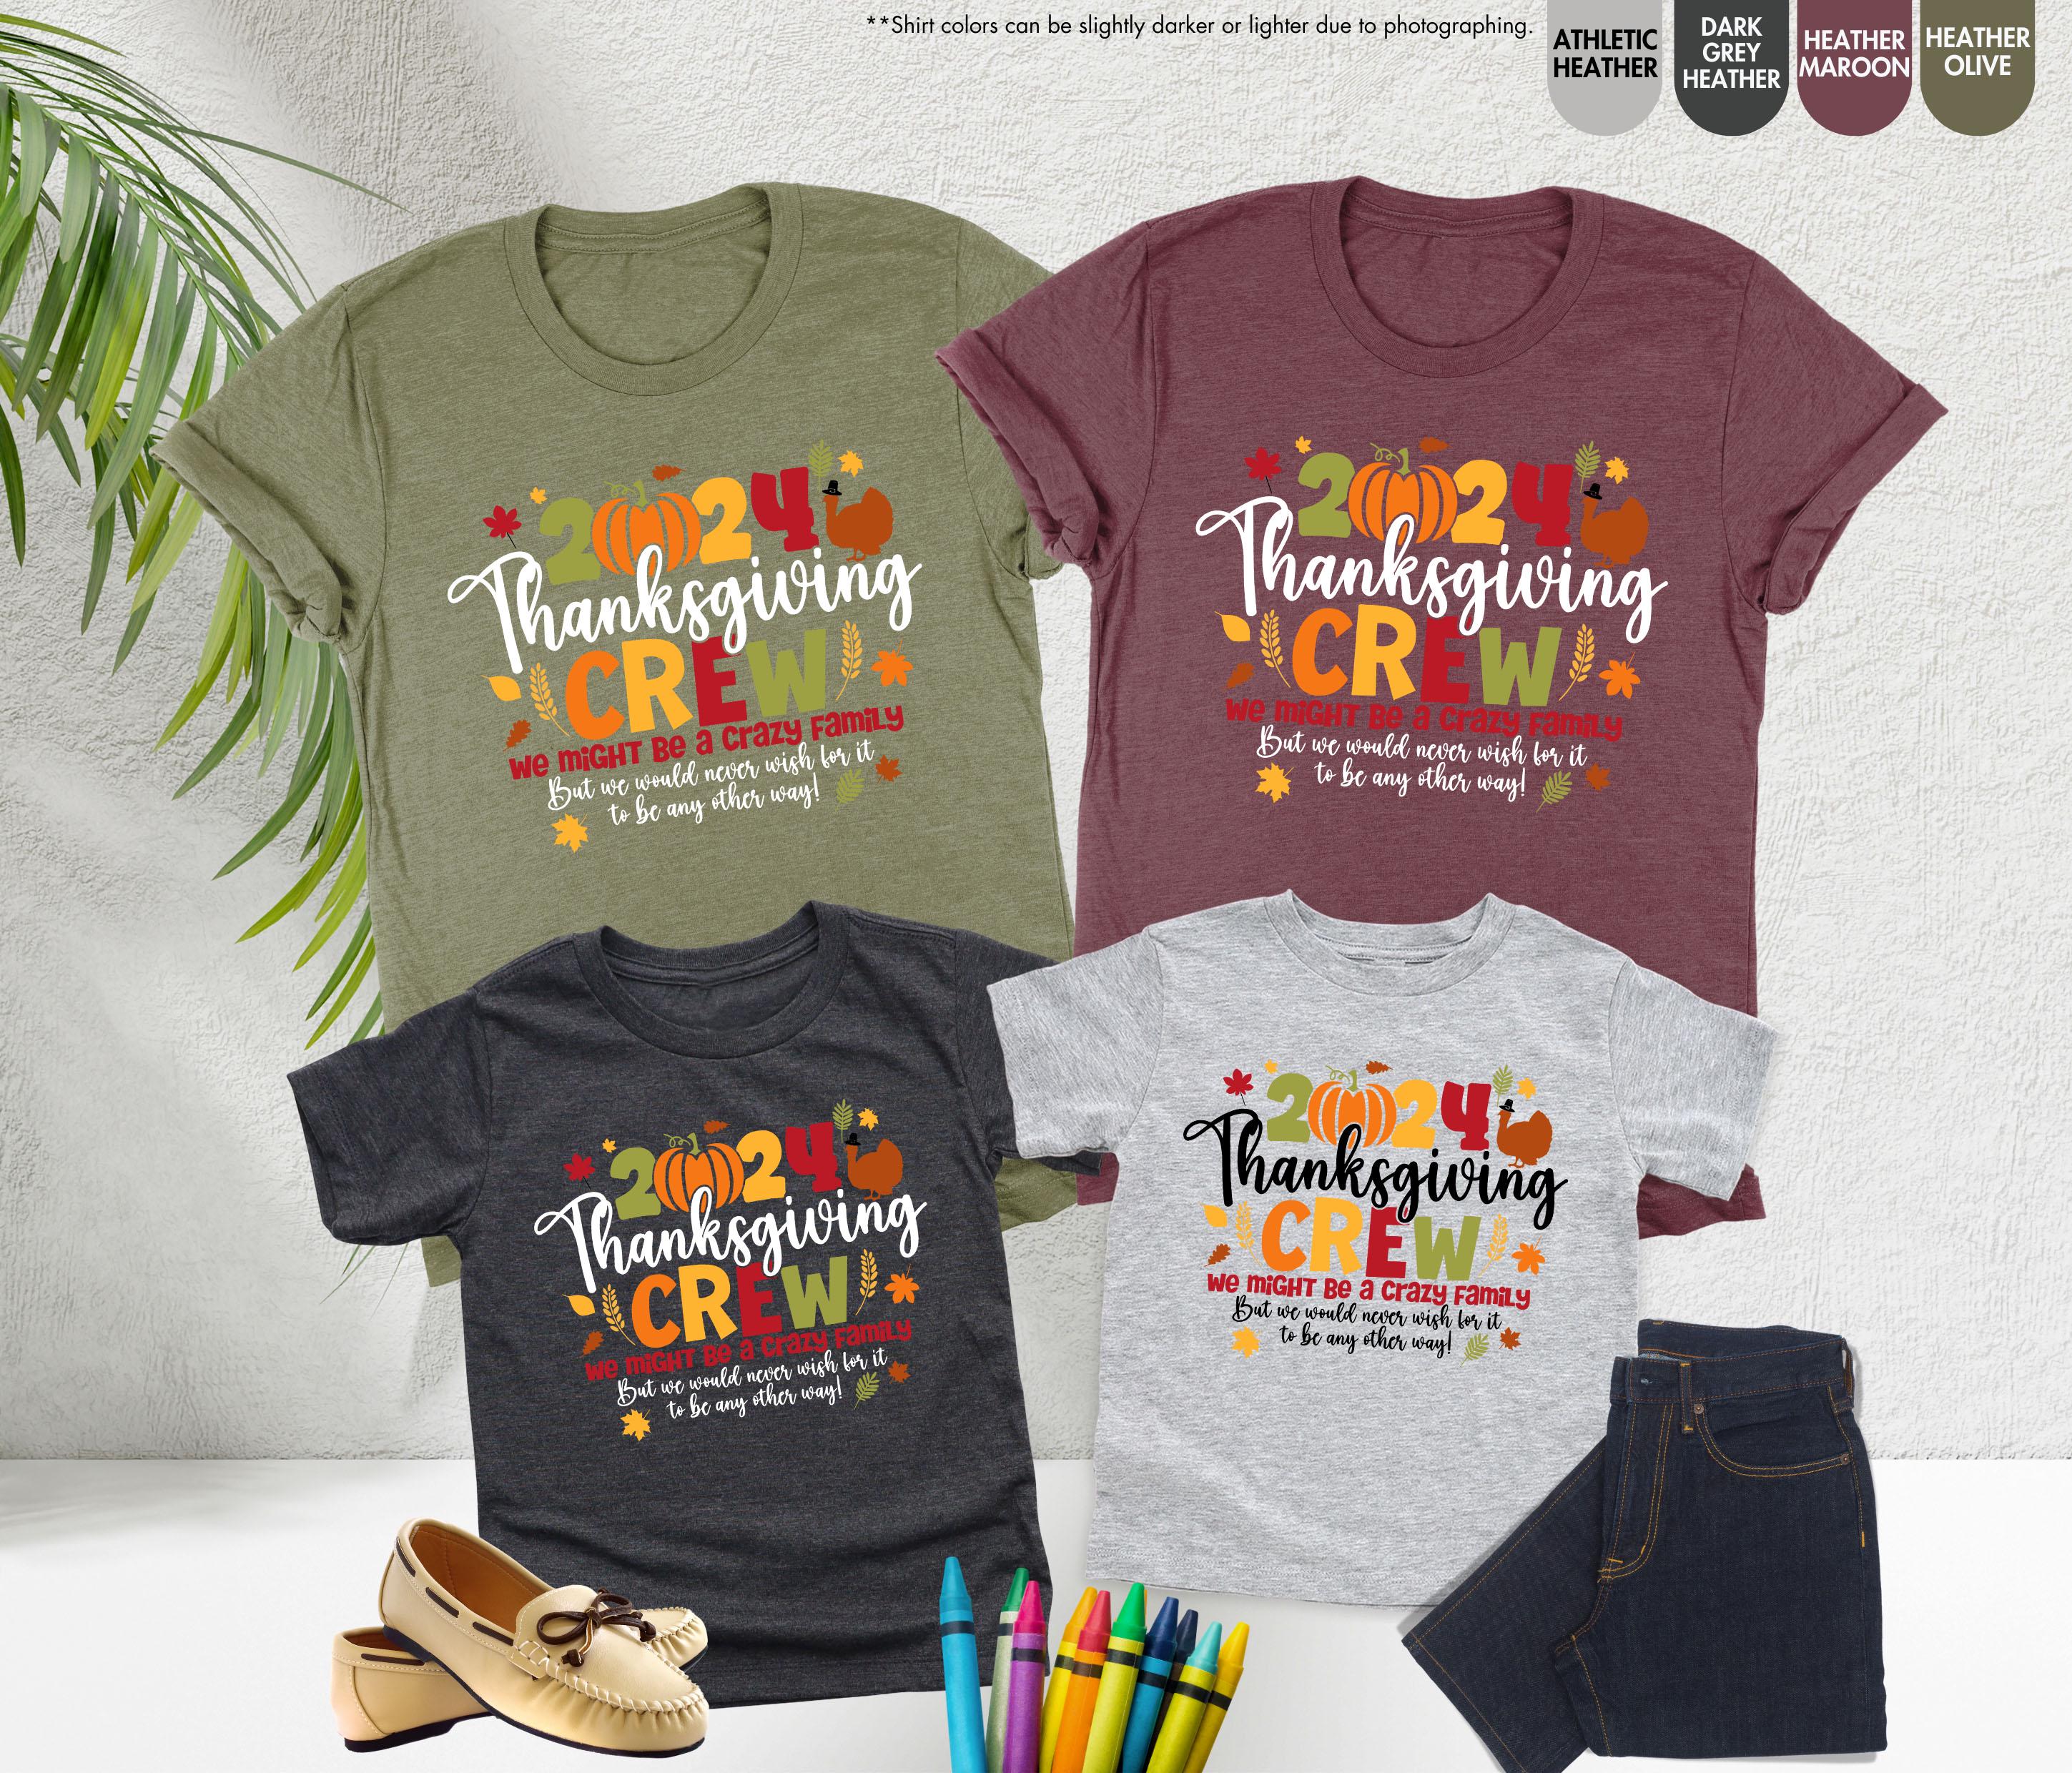 **Shirt colors can be slightly darker or lighter due to photographing.
ATHLETIC
HEATHER
DARK
GREY
HEATHER
HEATHER
MAROON
HEATHER
OLIVE
2024
Thanksgiving
CREW
We miGHT Be a crazy Family
But we would never wish for it
to be any other way!
2024
Thanksgiving
CREW
We miGHT Be a crazy Family
But we would never wish for it
to be any other way!
2024
Thanksgiving
CREW
We miGHT Be a crazy Family
But we would never wish for it
to be any other way!
2024
Thanksgiving
CREW
We miGHT Be a crazy Family
But we would never wish for it
to be any other way!